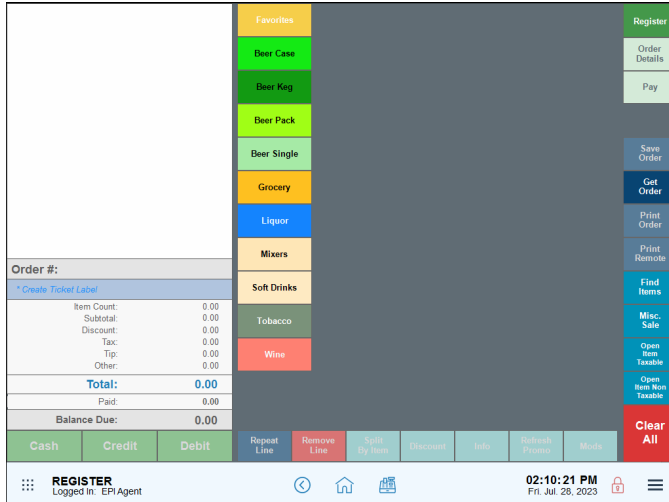 Favorites
Beer Case
Beer Keg
Beer Pack
Beer Single
Grocery
Liquor
Mixers
Soft Drinks
Tobacco
Wine
Register
Order
Details
Pay
Save
Order
Get
Order
Print
Order
Print
Remote
Find
Items
Misc.
Sale
Open
Item
Taxable
Open
Item Non
Taxable
Clear
All
Order #:
* Create Ticket Label
Item Count: 0.00
Subtotal: 0.00
Discount: 0.00
Tax: 0.00
Tip: 0.00
Other: 0.00
Total: 0.00
Paid: 0.00
Balance Due: 0.00
Cash Credit Debit
Repeat
Line
Remove
Line
Split
By Item
Discount
Info
Refresh
Promo
Mods
REGISTER
Logged In: EPI Agent
02:10:21 PM
Fri. Jul. 28, 2023